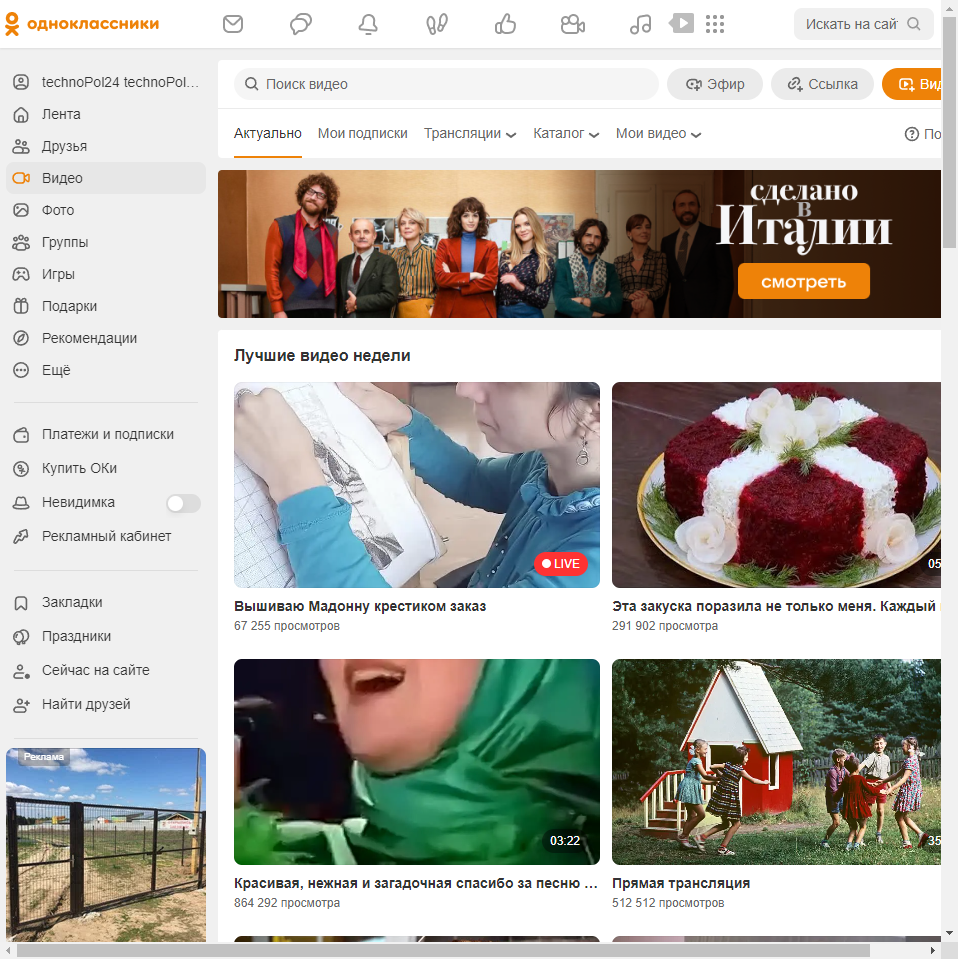 одноклассники
Искать на сайт
technoPol24 technoPol...
Лента
Друзья
Видео
Фото
Группы
Игры
Подарки
Рекомендации
Ещё
Платежи и подписки
Купить ОКи
Невидимка
Рекламный кабинет
Закладки
Праздники
Сейчас на сайте
Найти друзей
Реклама
Поиск видео
Эфир
Ссылка
Актуально
Мои подписки
Трансляции
Каталог
Мои видео
сделано
в
Италии
смотреть
Лучшие видео недели
LIVE
Вышиваю Мадонну крестиком заказ
67 255 просмотров
05
Эта закуска поразила не только меня. Каждый
291 902 просмотра
03:22
Красивая, нежная и загадочная спасибо за песню ...
864 292 просмотра
35
Прямая трансляция
512 512 просмотров